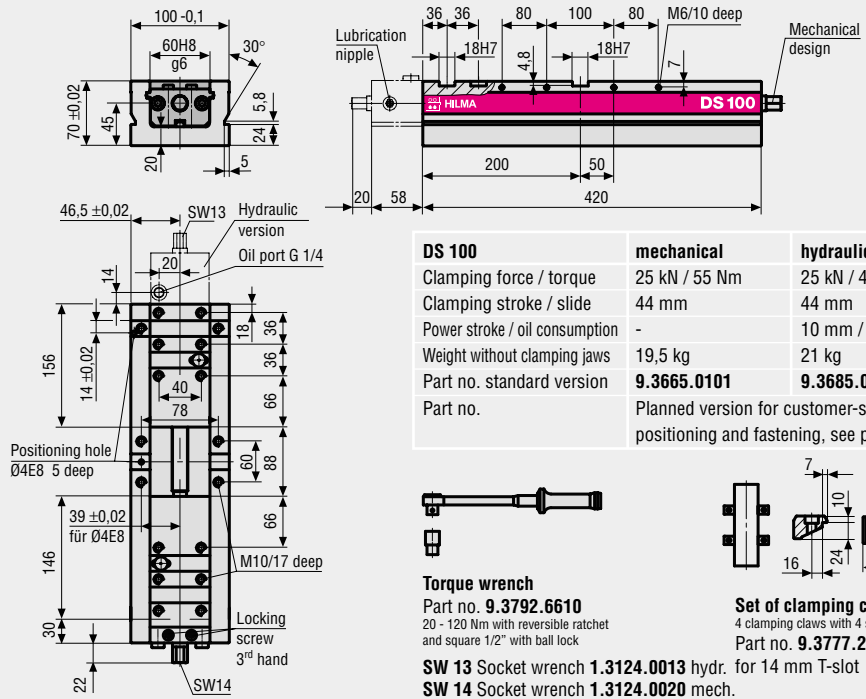 100 -0,1
60H8
g6
30°
70 ±0,02
45
20
5,8
24
5
Lubrication
nipple
36 36
18H7
80 100 80
4,8
18H7
M6/10 deep
7
Mechanical
design
HILMA
DS 100
200 50
20 58 420
46,5 ±0,02
SW13
Hydraulic
version
20
Oil port G 1/4
14
18
36
36
156
14 ±0,02
40
78
66
Positioning hole
Ø4E8 5 deep
60
88
39 ±0,02
für Ø4E8
66
M10/17 deep
146
30
22
Locking
screw
3rd hand
SW14
DS 100 mechanical hydraulic
Clamping force / torque 25 kN / 55 Nm 25 kN / 4
Clamping stroke / slide 44 mm 44 mm
Power stroke / oil consumption - 10 mm /
Weight without clamping jaws 19,5 kg 21 kg
Part no. standard version 9.3665.0101 9.3685.0
Part no. Planned version for customer-s
positioning and fastening, see p
Torque wrench
Part no. 9.3792.6610
20 - 120 Nm with reversible ratchet
and square 1/2" with ball lock
SW 13 Socket wrench 1.3124.0013 hydr.
SW 14 Socket wrench 1.3124.0020 mech.
7
10
16
24
Set of clamping c
4 clamping claws with 4 s
Part no. 9.3777.2
for 14 mm T-slot